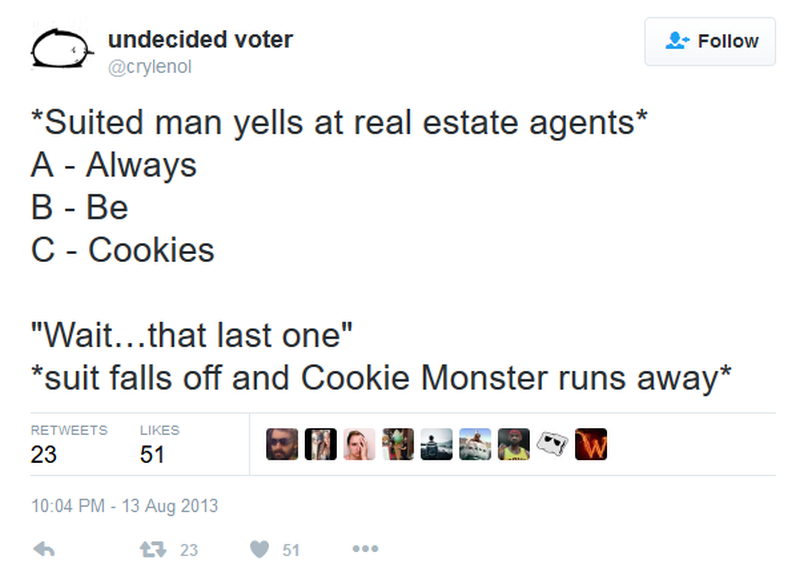 undecided voter
@crylenol
Follow
*Suited man yells at real estate agents*
A - Always
B - Be
C - Cookies
"Wait…that last one"
*suit falls off and Cookie Monster runs away*
RETWEETS LIKES
23 51
W
10:04 PM - 13 Aug 2013
23 51